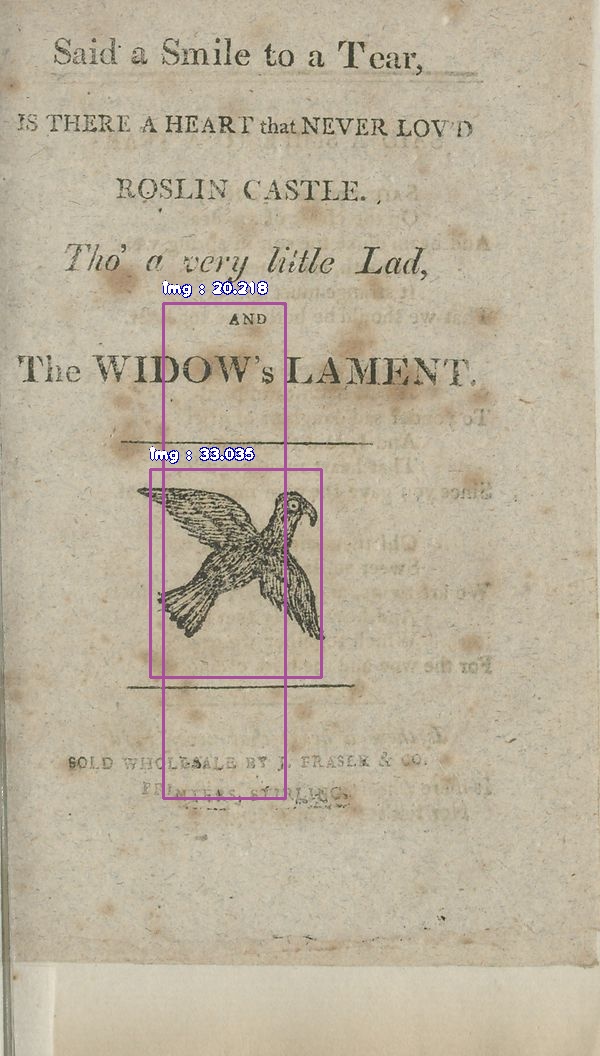 Said a Smile to a Tear,
IS THERE A HEART that NEVER LOV'D
ROSLIN CASTLE.
Tho' a very little Lad,
img : 20.218
AND
The WIDOW's LAMENT.
img : 33.035
SOLD WHOLESALE BY J. FRASER & CO.
PRINTERS, STIRLING.